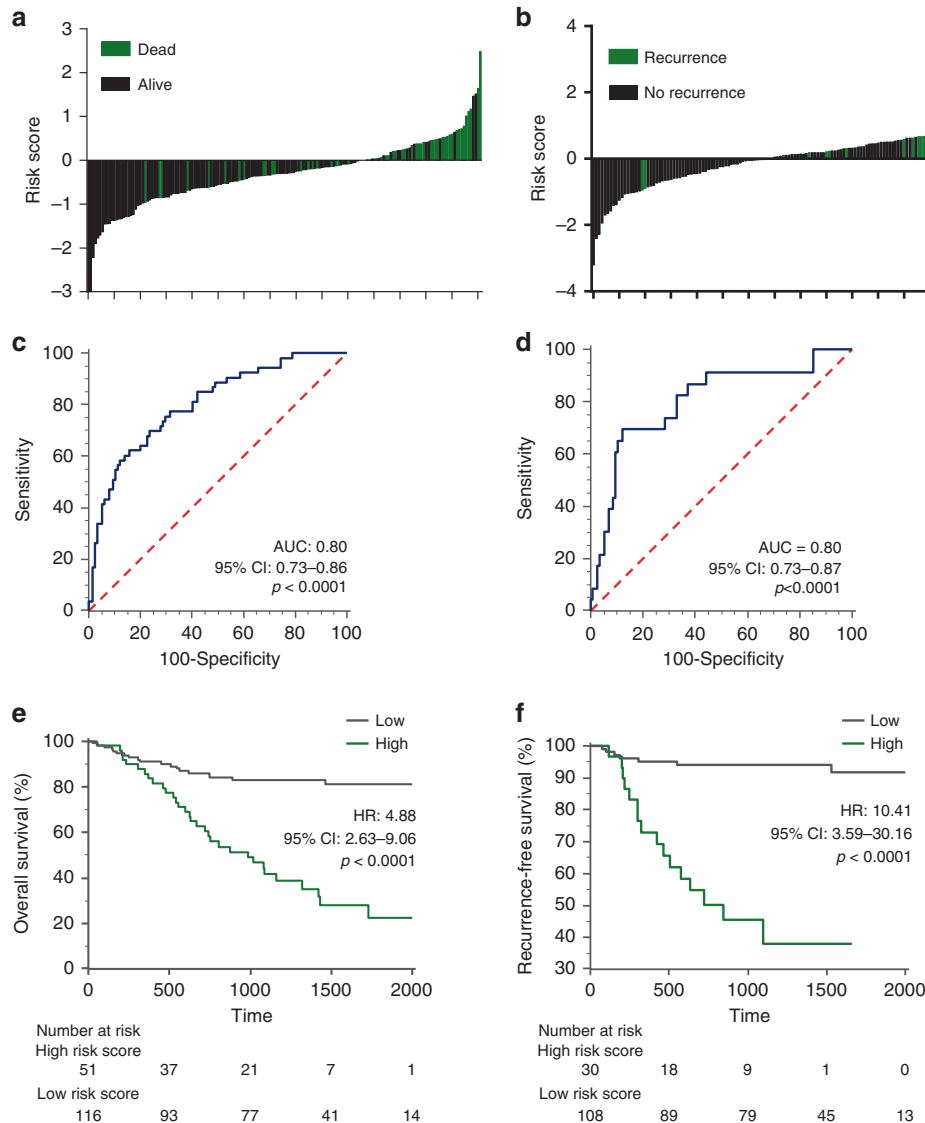 a
Risk score
3
2
1
0
–1
–2
–3
Dead
Alive
b
Risk score
4
2
0
–2
–4
Recurrence
No recurrence
c
Sensitivity
100
80
60
40
20
0
AUC: 0.80
95% CI: 0.73–0.86
p < 0.0001
0 20 40 60 80 100
100-Specificity
d
Sensitivity
100
80
60
40
20
0
AUC = 0.80
95% CI: 0.73–0.87
p<0.0001
0 20 40 60 80 100
100-Specificity
e
Low
High
Overall survival (%)
100
80
60
40
20
0
HR: 4.88
95% CI: 2.63–9.06
p < 0.0001
0 500 1000 1500 2000
Time
Number at risk
High risk score
51 37 21 7 1
Low risk score
116 93 77 41 14
f
Low
High
Recurrence-free survival (%)
100
90
80
70
60
50
40
30
HR: 10.41
95% CI: 3.59–30.16
p < 0.0001
0 500 1000 1500 2000
Time
Number at risk
High risk score
30 18 9 1 0
Low risk score
108 89 79 45 13